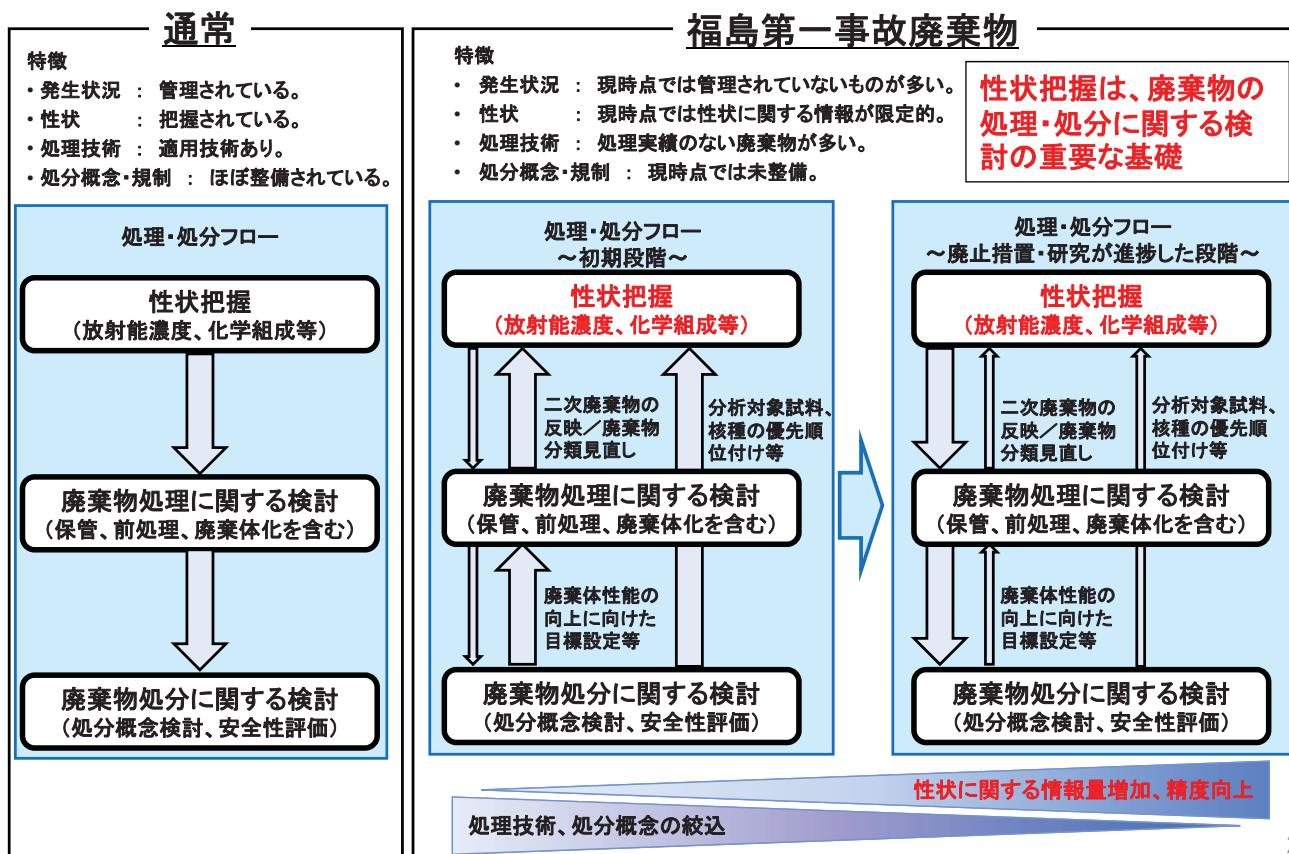 通常
特徴
・発生状況 ： 管理されている。
・性状 ： 把握されている。
・処理技術 ： 適用技術あり。
・処分概念・規制 ： ほぼ整備されている。
処理・処分フロー
性状把握
(放射能濃度、化学組成等)
廃棄物処理に関する検討
(保管、前処理、廃棄体化を含む)
廃棄物処分に関する検討
(処分概念検討、安全性評価)
福島第一事故廃棄物
特徴
・ 発生状況 ： 現時点では管理されていないものが多い。
・ 性状 ： 現時点では性状に関する情報が限定的。
・ 処理技術 ： 処理実績のない廃棄物が多い。
・ 処分概念・規制 ： 現時点では未整備。
性状把握は、廃棄物の
処理・処分に関する検
討の重要な基礎
処理・処分フロー
～初期段階～
性状把握
(放射能濃度、化学組成等)
二次廃棄物の
反映／廃棄物
分類見直し
分析対象試料、
核種の優先順
位付け等
廃棄物処理に関する検討
(保管、前処理、廃棄体化を含む)
廃棄体性能の
向上に向けた
目標設定等
廃棄物処分に関する検討
(処分概念検討、安全性評価)
処理・処分フロー
～廃止措置・研究が進捗した段階～
性状把握
(放射能濃度、化学組成等)
二次廃棄物の
反映／廃棄物
分類見直し
分析対象試料、
核種の優先順
位付け等
廃棄物処理に関する検討
(保管、前処理、廃棄体化を含む)
廃棄体性能の
向上に向けた
目標設定等
廃棄物処分に関する検討
(処分概念検討、安全性評価)
性状に関する情報量増加、精度向上
処理技術、処分概念の絞込